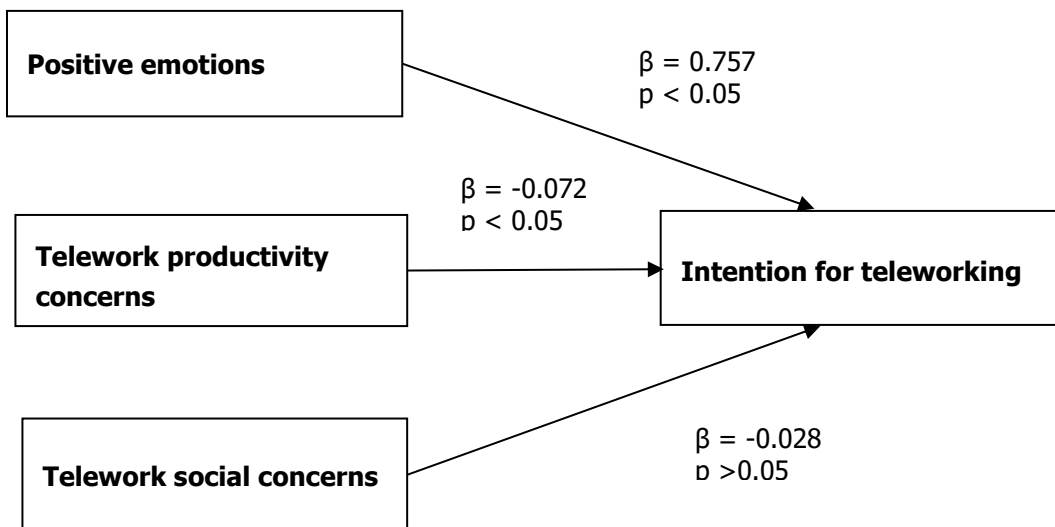 Positive emotions
β = 0.757
p < 0.05
β = -0.072
p < 0.05
Telework productivity
concerns
Intention for teleworking
β = -0.028
p >0.05
Telework social concerns